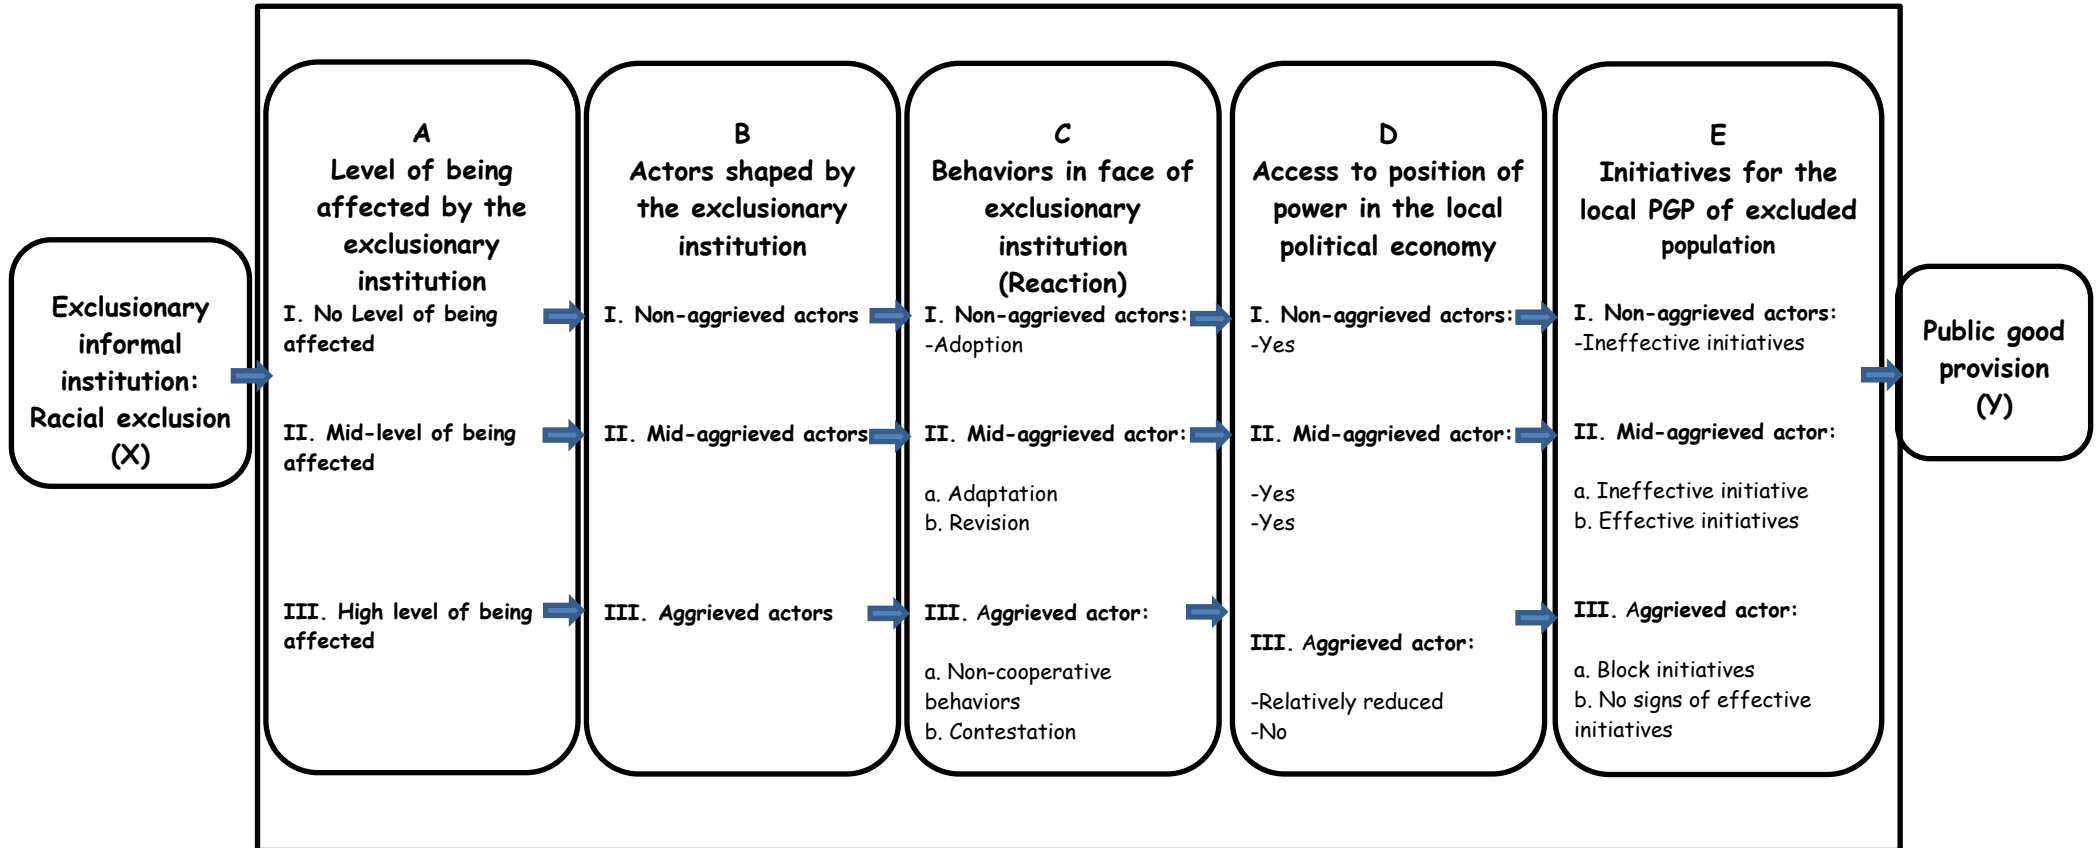 Exclusionary
informal
institution:
Racial exclusion
(X)
A
Level of being
affected by the
exclusionary
institution
I. No Level of being
affected
II. Mid-level of being
affected
III. High level of being
affected
B
Actors shaped by
the exclusionary
institution
I. Non-aggrieved actors
II. Mid-aggrieved actors
III. Aggrieved actors
C
Behaviors in face of
exclusionary
institution
(Reaction)
I. Non-aggrieved actors:
-Adoption
II. Mid-aggrieved actor:
a. Adaptation
b. Revision
III. Aggrieved actor:
a. Non-cooperative
behaviors
b. Contestation
D
Access to position of
power in the local
political economy
I. Non-aggrieved actors:
-Yes
II. Mid-aggrieved actor:
-Yes
-Yes
III. Aggrieved actor:
-Relatively reduced
-No
E
Initiatives for the
local PGP of excluded
population
I. Non-aggrieved actors:
-Ineffective initiatives
II. Mid-aggrieved actor:
a. Ineffective initiative
b. Effective initiatives
III. Aggrieved actor:
a. Block initiatives
b. No signs of effective
initiatives
Public good
provision
(Y)